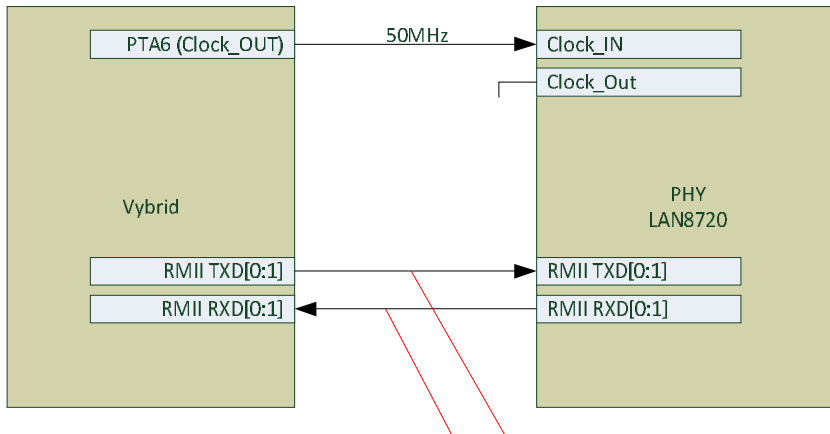 PTA6 (Clock_OUT)
50MHz
Clock_IN
Clock_Out
Vybrid
PHY
LAN8720
RMII TXD[0:1]
RMII TXD[0:1]
RMII RXD[0:1]
RMII RXD[0:1]